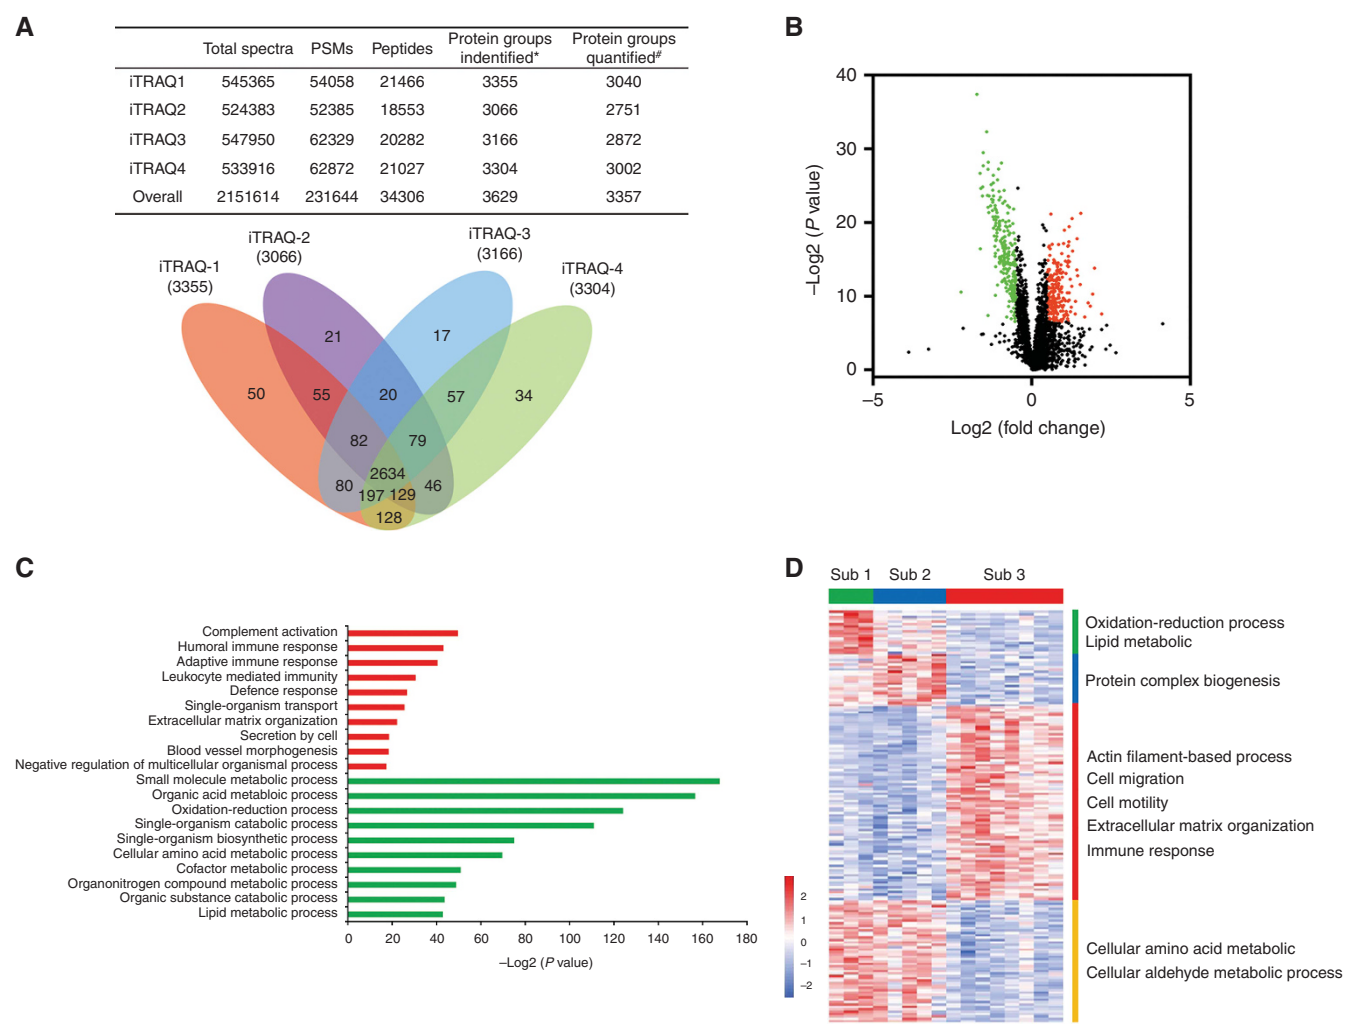 A
Total spectra PSMs Peptides Protein groups indentified* Protein groups quantified#
iTRAQ1 545365 54058 21466 3355 3040
iTRAQ2 524383 52385 18553 3066 2751
iTRAQ3 547950 62329 20282 3166 2872
iTRAQ4 533916 62872 21027 3304 3002
Overall 2151614 231644 34306 3629 3357
iTRAQ-1
(3355)
iTRAQ-2
(3066)
iTRAQ-3
(3166)
iTRAQ-4
(3304)
21
17
50
55
20
57
34
82
79
2634
80
197
129
46
128
B
40
30
20
10
0
–Log2 (P value)
–5
0
5
Log2 (fold change)
C
Complement activation
Humoral immune response
Adaptive immune response
Leukocyte mediated immunity
Defence response
Single-organism transport
Extracellular matrix organization
Secretion by cell
Blood vessel morphogenesis
Negative regulation of multicellular organismal process
Small molecule metabolic process
Organic acid metabloic process
Oxidation-reduction process
Single-organism catabolic process
Single-organism biosynthetic process
Cellular amino acid metabolic process
Cofactor metabolic process
Organonitrogen compound metabolic process
Organic substance catabolic process
Lipid metabolic process
0 20 40 60 80 100 120 140 160 180
–Log2 (P value)
D
Sub 1 Sub 2 Sub 3
Oxidation-reduction process
Lipid metabolic
Protein complex biogenesis
Actin filament-based process
Cell migration
Cell motility
Extracellular matrix organization
Immune response
Cellular amino acid metabolic
Cellular aldehyde metabolic process
2
1
0
–1
–2